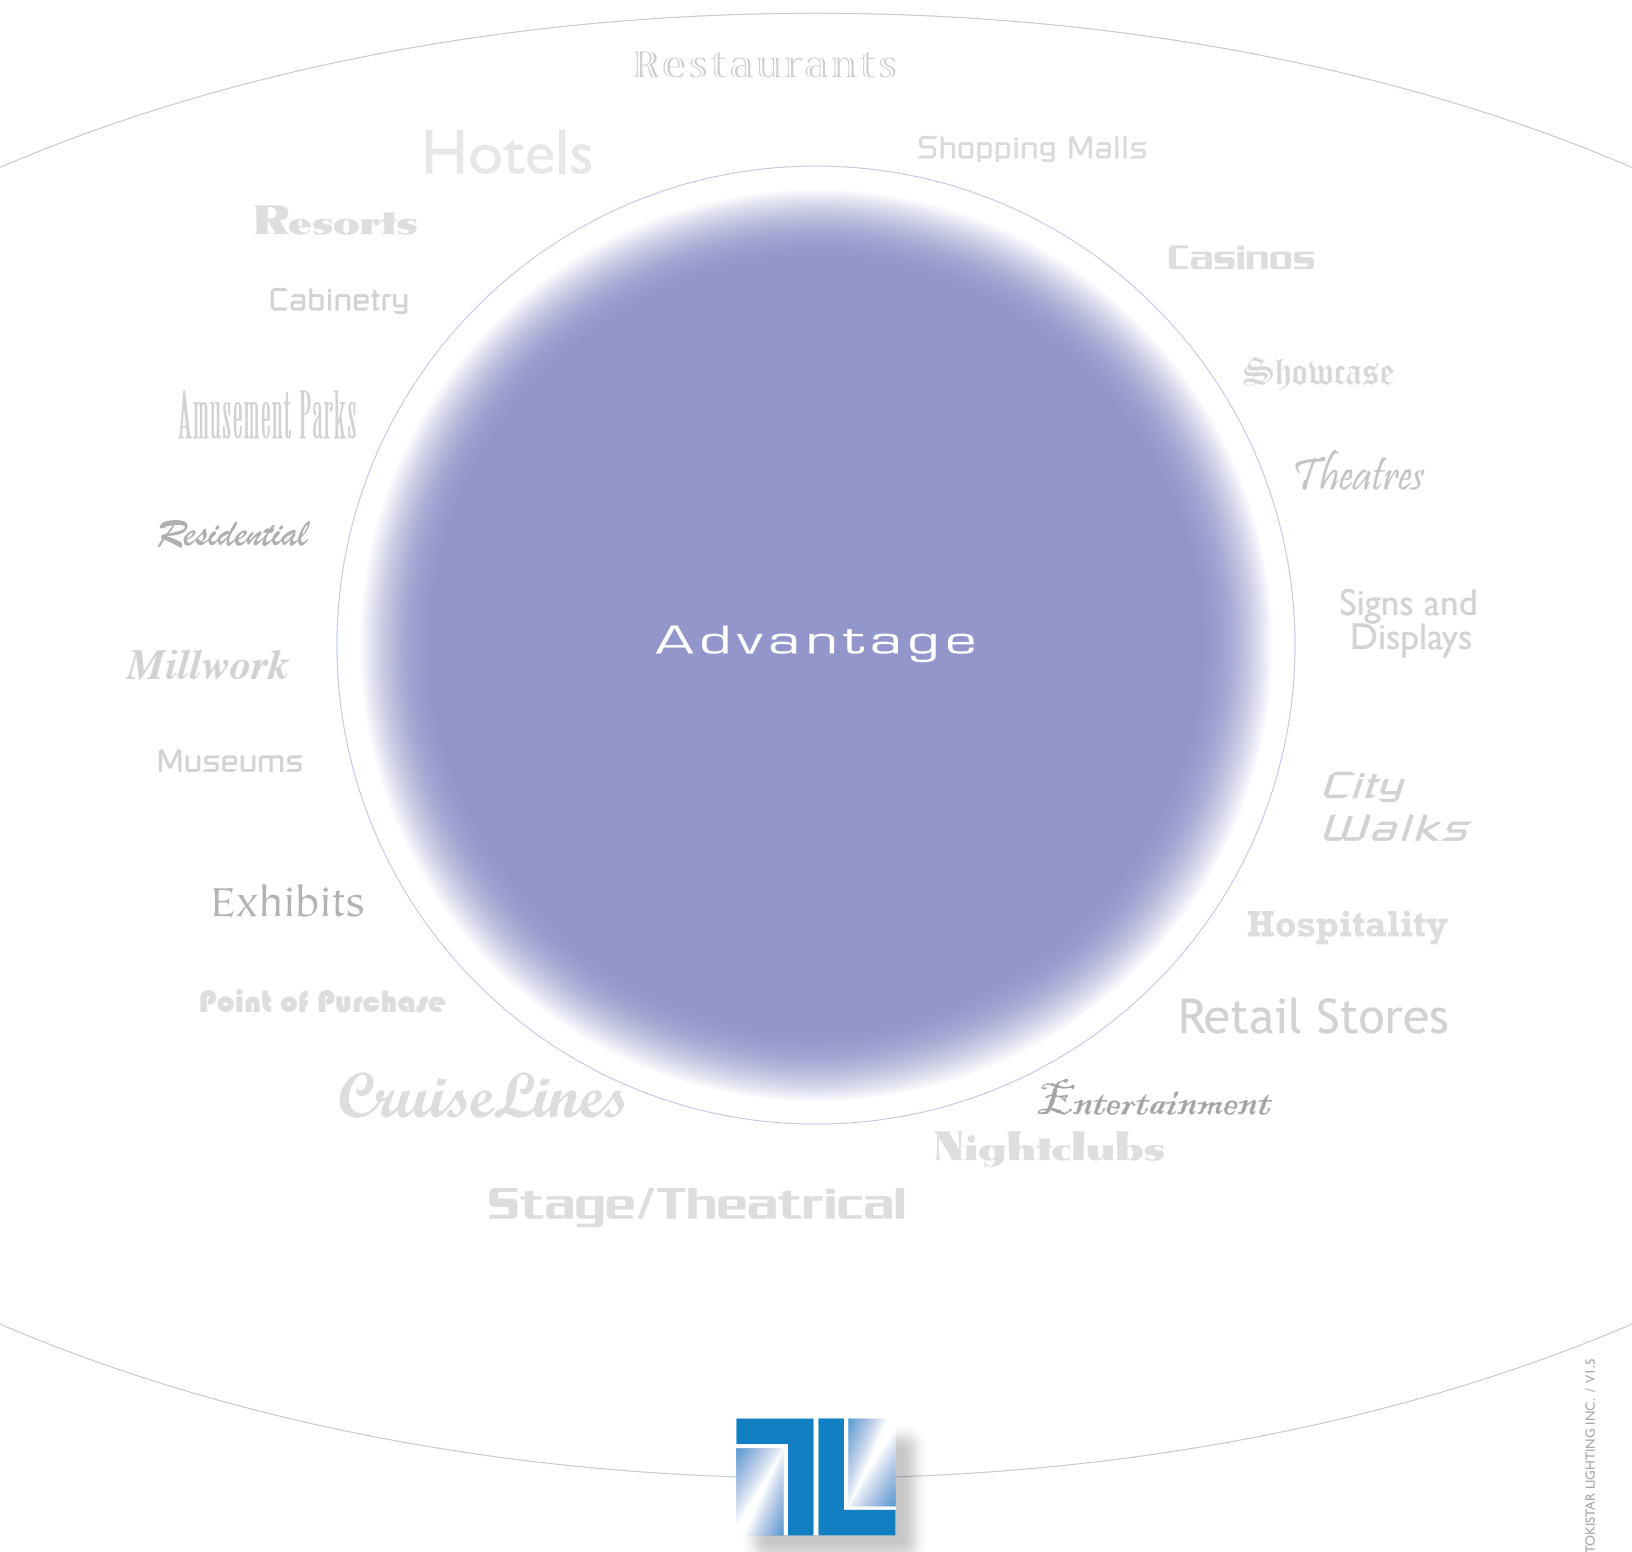 Restaurants
Hotels
Shopping Malls
Resorts
Casinos
Cabinetry
Showcase
Amusement Parks
Theatres
Residential
Signs and
Displays
Millwork
Museums
City
Walks
Exhibits
Hospitality
Point of Purchase
Retail Stores
CruiseLines
Entertainment
Nightclubs
Stage/Theatrical
Advantage
TOKISTAR LIGHTING INC. / V1.5